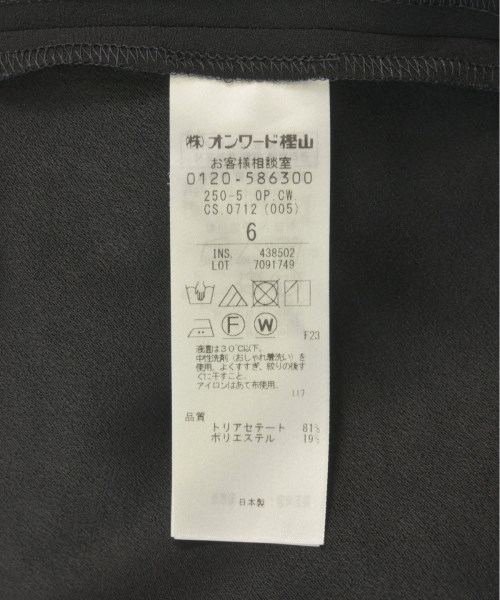 ㈱ オンワード樫山
お客様相談室
0120-586300
250-5 OP.CW.
CS.0712 (005)
6
INS. 438502
LOT 7091749
F W
F23
液温は30℃以下。
中性洗剤（おしゃれ着洗い）を
使用、よくすすぎ、絞りの後す
ぐに干すこと。
アイロンはあて布使用。
117
品質
トリアセテート 81%
ポリエステル 19%
日本製